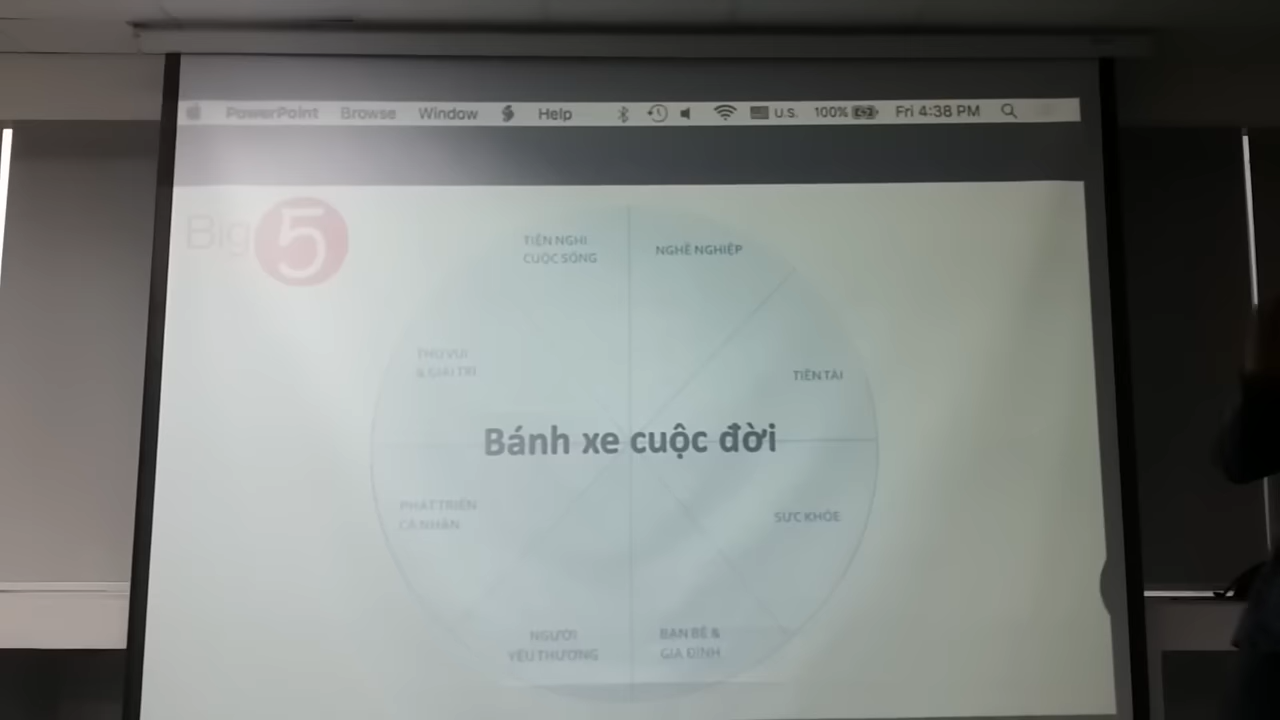 PowerPoint Browse Window Help U.S. 100% Fri 4:38 PM
Big 5
TIỆN NGHI
CUỘC SỐNG
NGHỀ NGHIỆP
THÚ VUI
& GIẢI TRÍ
TIỀN TÀI
Bánh xe cuộc đời
PHÁT TRIỂN
CÁ NHÂN
SỨC KHỎE
NGƯỜI
YÊU THƯƠNG
BẠN BÈ &
GIA ĐÌNH